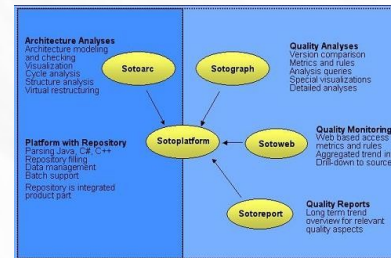 Architecture Analyses
Architecture modeling
and checking
Visualization
Cycle analysis
Structure analysis
Virtual restructuring
Sotoarc
Sotograph
Quality Analyses
Version comparison
Metrics and rules
Analysis queries
Special visualizations
Detailed analyses
Platform with Repository
Parsing Java, C#, C++
Repository filling
Data management
Batch support
Repository is integrated
product part
Sotoplatform
Sotoweb
Quality Monitoring
Web based access
metrics and rules
Aggregated trend in
Drill-down to source
Sotoreport
Quality Reports
Long term trend
overview for relevant
quality aspects